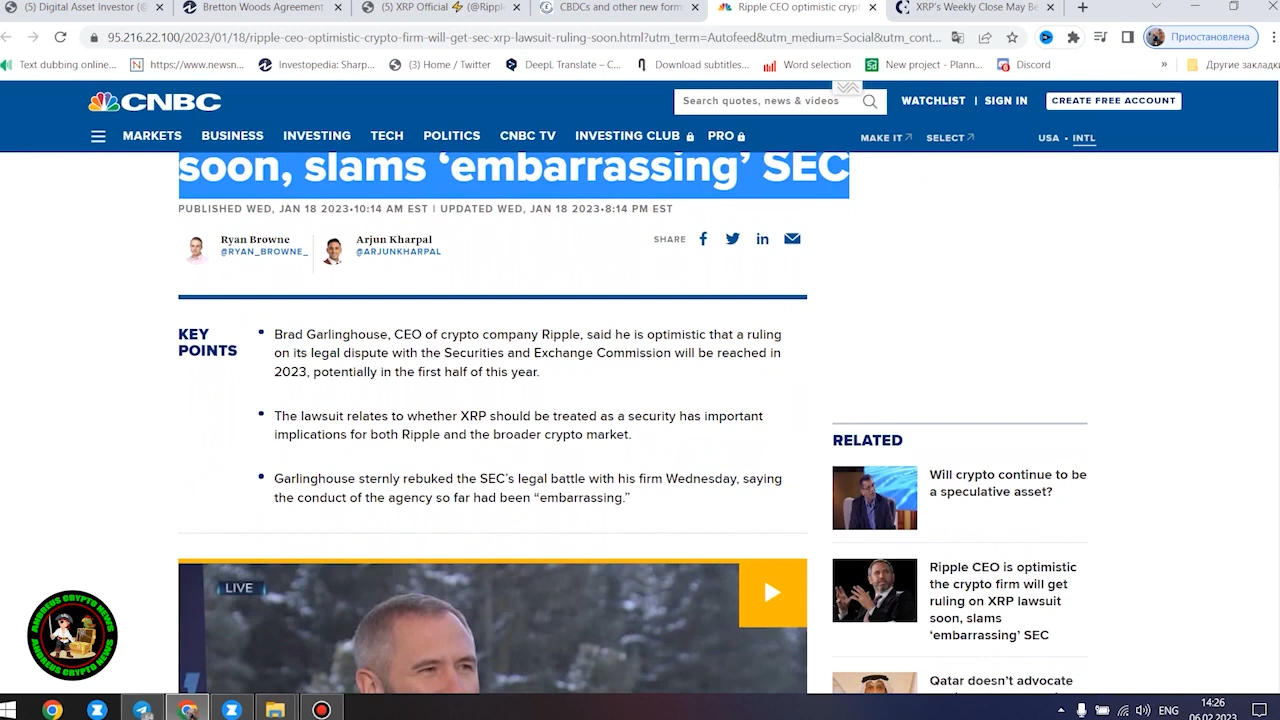 (5) Digital Asset Investor (@
Bretton Woods Agreement
(5) XRP Official ⚡ (@Ripple
CBDCs and other new form
Ripple CEO optimistic crypt
XRP's Weekly Close May Be
95.216.22.100/2023/01/18/ripple-ceo-optimistic-crypto-firm-will-get-sec-xrp-lawsuit-ruling-soon.html?utm_term=Autofeed&utm_medium=Social&utm_cont...
Приостановлена
Text dubbing online...
https://www.newsn...
Investopedia: Sharp...
(3) Home / Twitter
DeepL Translate – С...
Download subtitles...
Word selection
New project - Plann...
Discord
»
Другие закладки
CNBC
Search quotes, news & videos
WATCHLIST | SIGN IN
CREATE FREE ACCOUNT
MARKETS BUSINESS INVESTING TECH POLITICS CNBC TV INVESTING CLUB PRO
MAKE IT SELECT
USA • INTL
soon, slams ‘embarrassing’ SEC
PUBLISHED WED, JAN 18 2023•10:14 AM EST | UPDATED WED, JAN 18 2023•8:14 PM EST
Ryan Browne
@RYAN_BROWNE_
Arjun Kharpal
@ARJUNKHARPAL
SHARE
KEY
POINTS
Brad Garlinghouse, CEO of crypto company Ripple, said he is optimistic that a ruling
on its legal dispute with the Securities and Exchange Commission will be reached in
2023, potentially in the first half of this year.
The lawsuit relates to whether XRP should be treated as a security has important
implications for both Ripple and the broader crypto market.
Garlinghouse sternly rebuked the SEC’s legal battle with his firm Wednesday, saying
the conduct of the agency so far had been “embarrassing.”
LIVE
RELATED
Will crypto continue to be
a speculative asset?
Ripple CEO is optimistic
the crypto firm will get
ruling on XRP lawsuit
soon, slams
‘embarrassing’ SEC
Qatar doesn’t advocate
ANDREUS CRYPTO NEWS
ANDREUS CRYPTO NEWS
ENG
14:26
06.02.2023